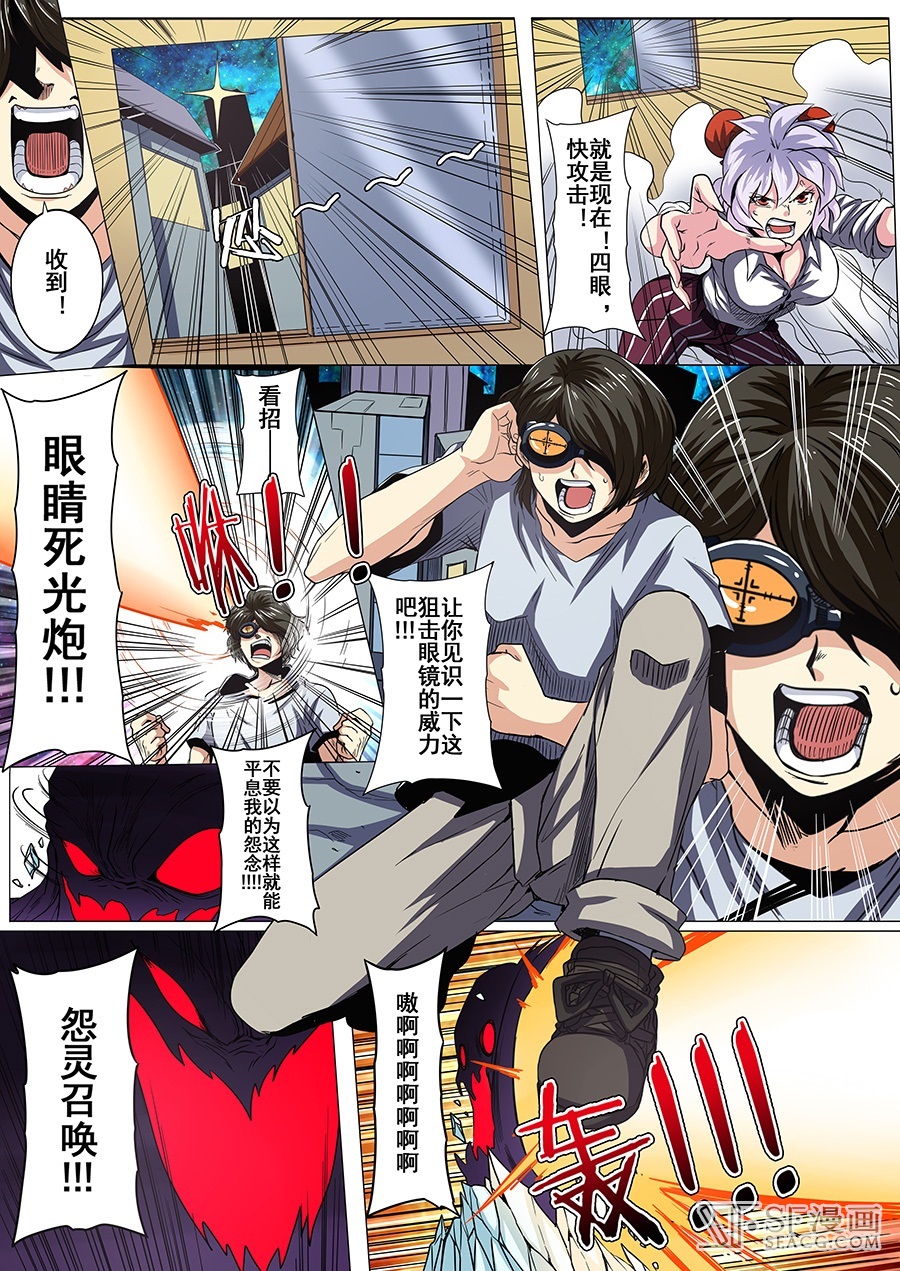 就是现在！四眼，
快攻击！
收到！
让你见识一下这
狙击眼镜的威力
吧!!!
看招—
咻！！
眼睛死光炮!!!
不要以为这样就能
平息我的怨念!!!!
轰!!!
嗷啊啊啊啊啊啊
怨灵召唤!!!
SF漫画
SFACG.COM